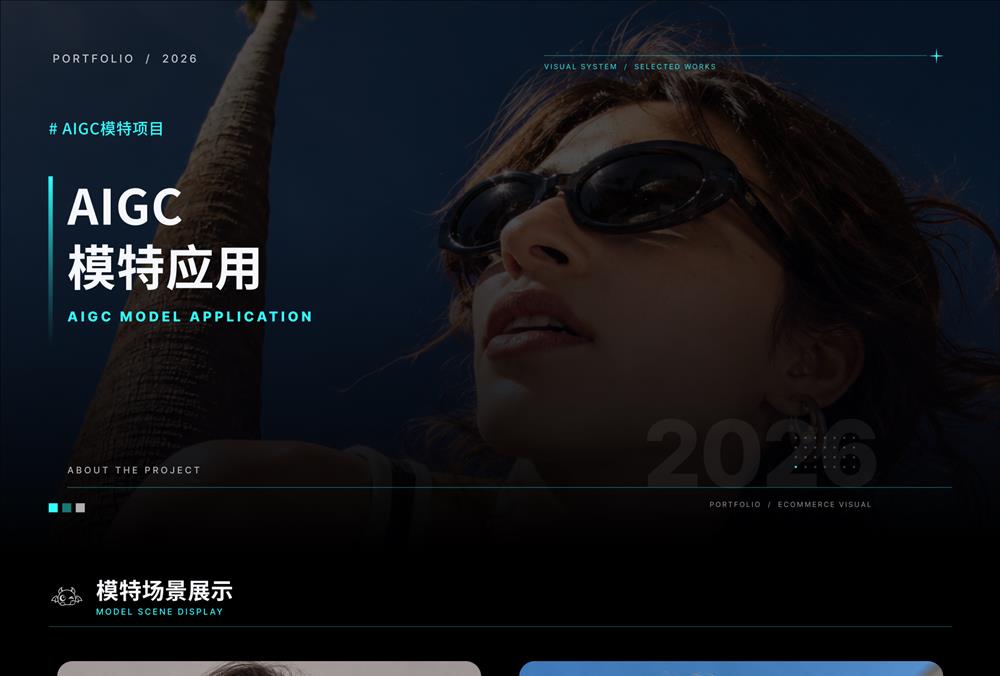 PORTFOLIO / 2026
VISUAL SYSTEM / SELECTED WORKS
# AIGC模特项目
AIGC
模特应用
AIGC MODEL APPLICATION
2026
ABOUT THE PROJECT
PORTFOLIO / ECOMMERCE VISUAL
模特场景展示
MODEL SCENE DISPLAY